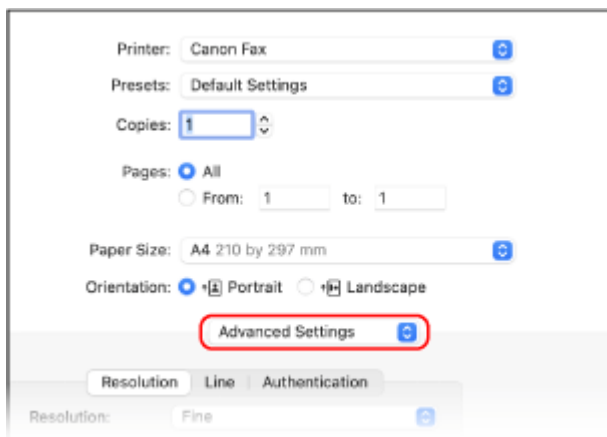 Printer: Canon Fax
Presets: Default Settings
Copies: 1
Pages: All
From: 1 to: 1
Paper Size: A4 210 by 297 mm
Orientation: Portrait Landscape
Advanced Settings
Resolution Line Authentication
Resolution: Fine